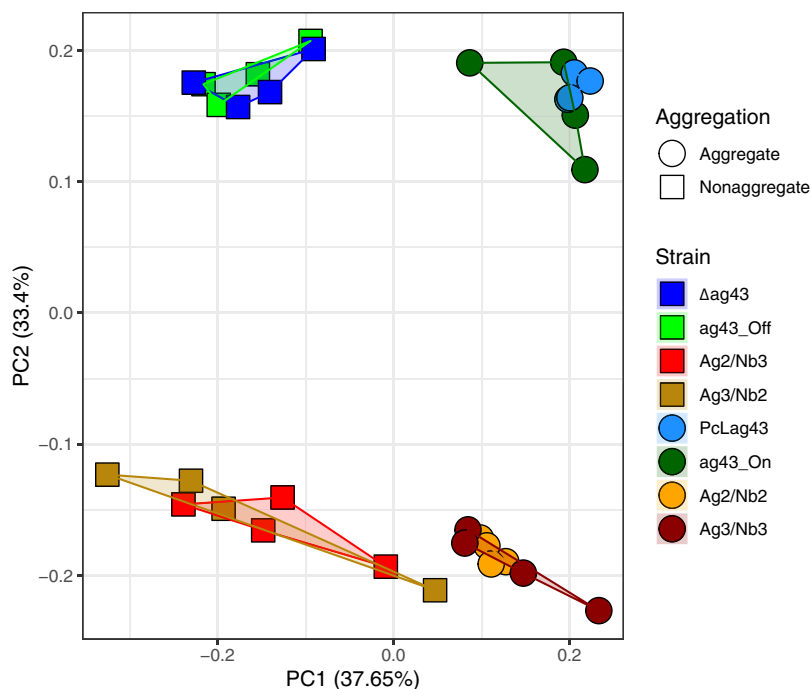 0.2
0.1
0.0
−0.1
−0.2
PC2 (33.4%)
−0.2
0.0
0.2
PC1 (37.65%)
Aggregation
Aggregate
Nonaggregate
Strain
Δag43
ag43_Off
Ag2/Nb3
Ag3/Nb2
PcLag43
ag43_On
Ag2/Nb2
Ag3/Nb3